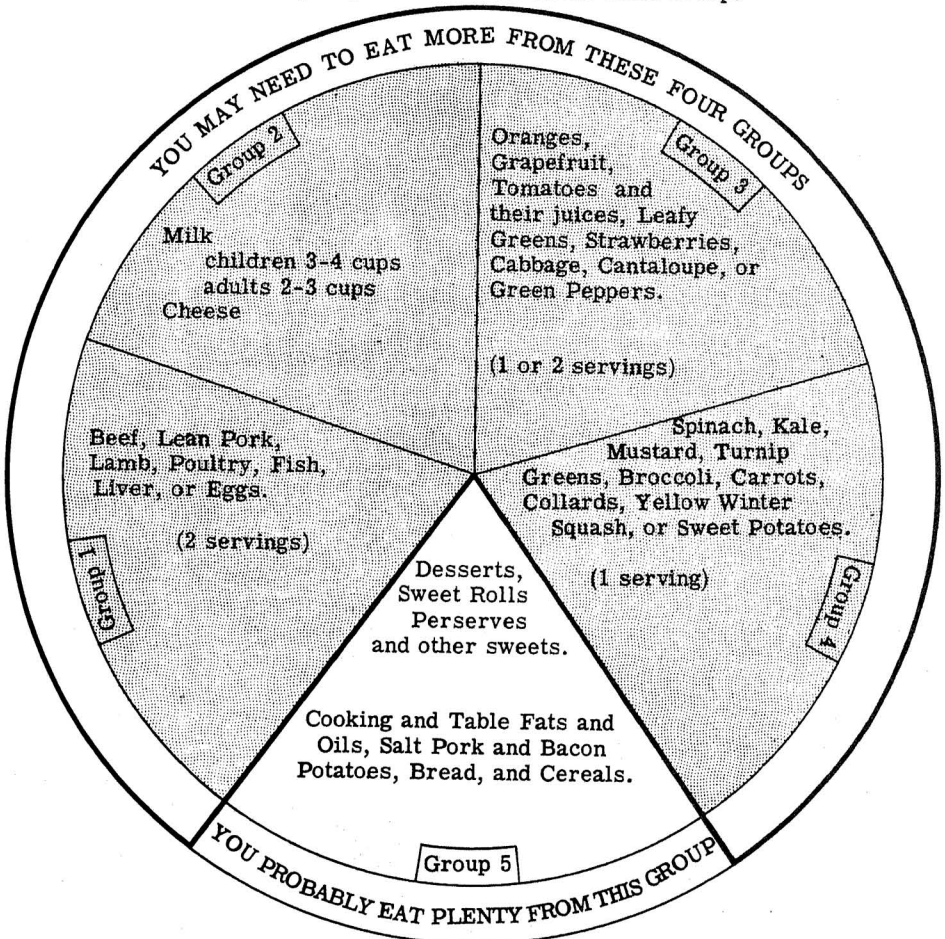 YOU MAY NEED TO EAT MORE FROM THESE FOUR GROUPS
Group 2
Milk
children 3-4 cups
adults 2-3 cups
Cheese
Group 3
Oranges,
Grapefruit,
Tomatoes and
their juices, Leafy
Greens, Strawberries,
Cabbage, Cantaloupe, or
Green Peppers.
(1 or 2 servings)
Beef, Lean Pork,
Lamb, Poultry, Fish,
Liver, or Eggs.
(2 servings)
Group 1
Spinach, Kale,
Mustard, Turnip
Greens, Broccoli, Carrots,
Collards, Yellow Winter
Squash, or Sweet Potatoes.
(1 serving)
Group 4
Desserts,
Sweet Rolls
Perserves
and other sweets.
Cooking and Table Fats and
Oils, Salt Pork and Bacon
Potatoes, Bread, and Cereals.
Group 5
YOU PROBABLY EAT PLENTY FROM THIS GROUP